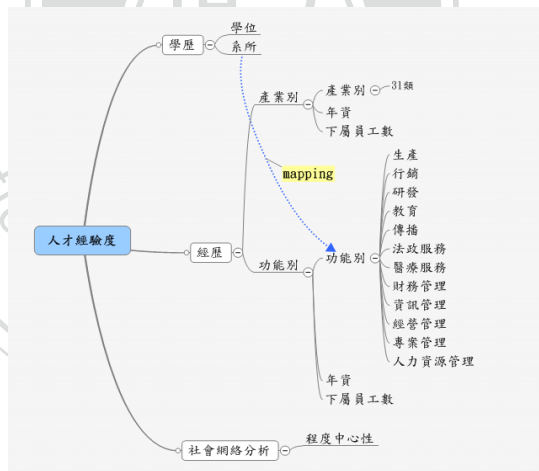 學歷
學位
系所
產業別
產業別
31類
年資
下屬員工數
mapping
人才經驗度
經歷
功能別
功能別
生產
行銷
研發
教育
傳播
法政服務
醫療服務
財務管理
資訊管理
經營管理
專案管理
人力資源管理
年資
下屬員工數
社會網絡分析
程度中心性